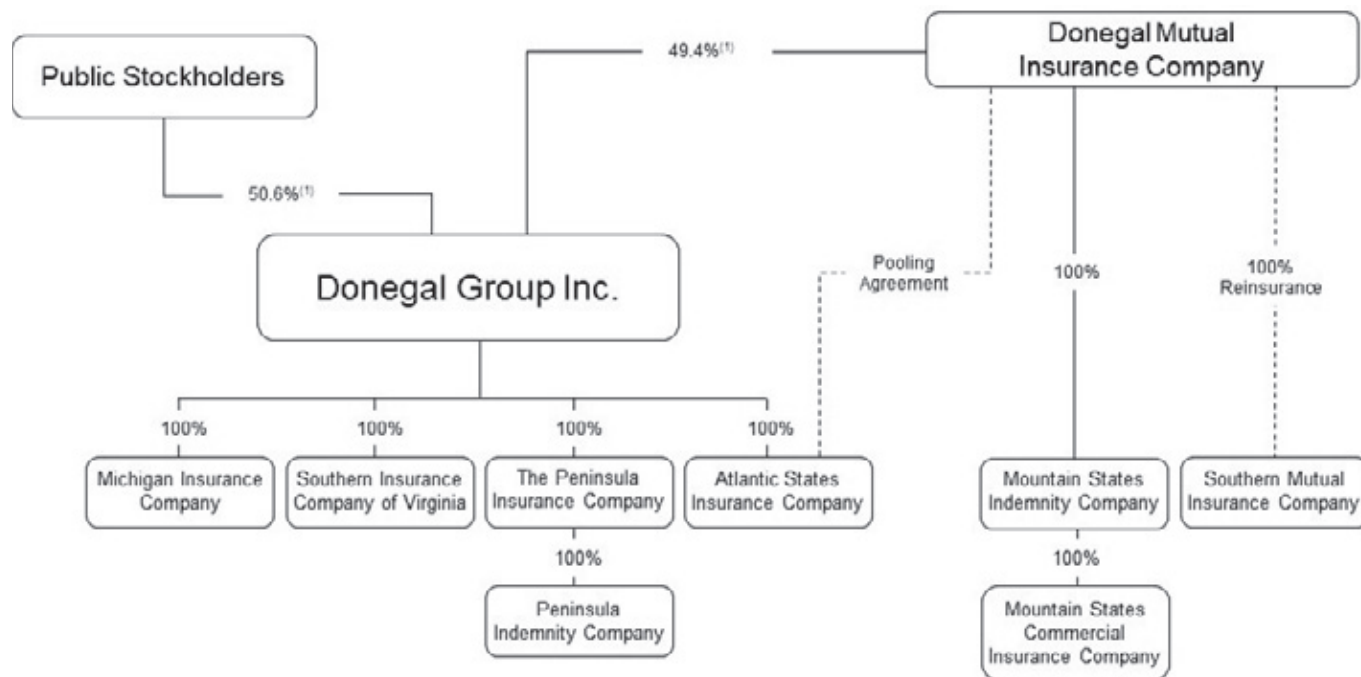 Public Stockholders
49.4%(1)
Donegal Mutual
Insurance Company
50.6%(1)
Donegal Group Inc.
Pooling
Agreement
100%
100%
Reinsurance
100%
100%
100%
100%
Michigan Insurance
Company
Southern Insurance
Company of Virginia
The Peninsula
Insurance Company
Atlantic States
Insurance Company
Mountain States
Indemnity Company
Southern Mutual
Insurance Company
100%
100%
Peninsula
Indemnity Company
Mountain States
Commercial
Insurance Company